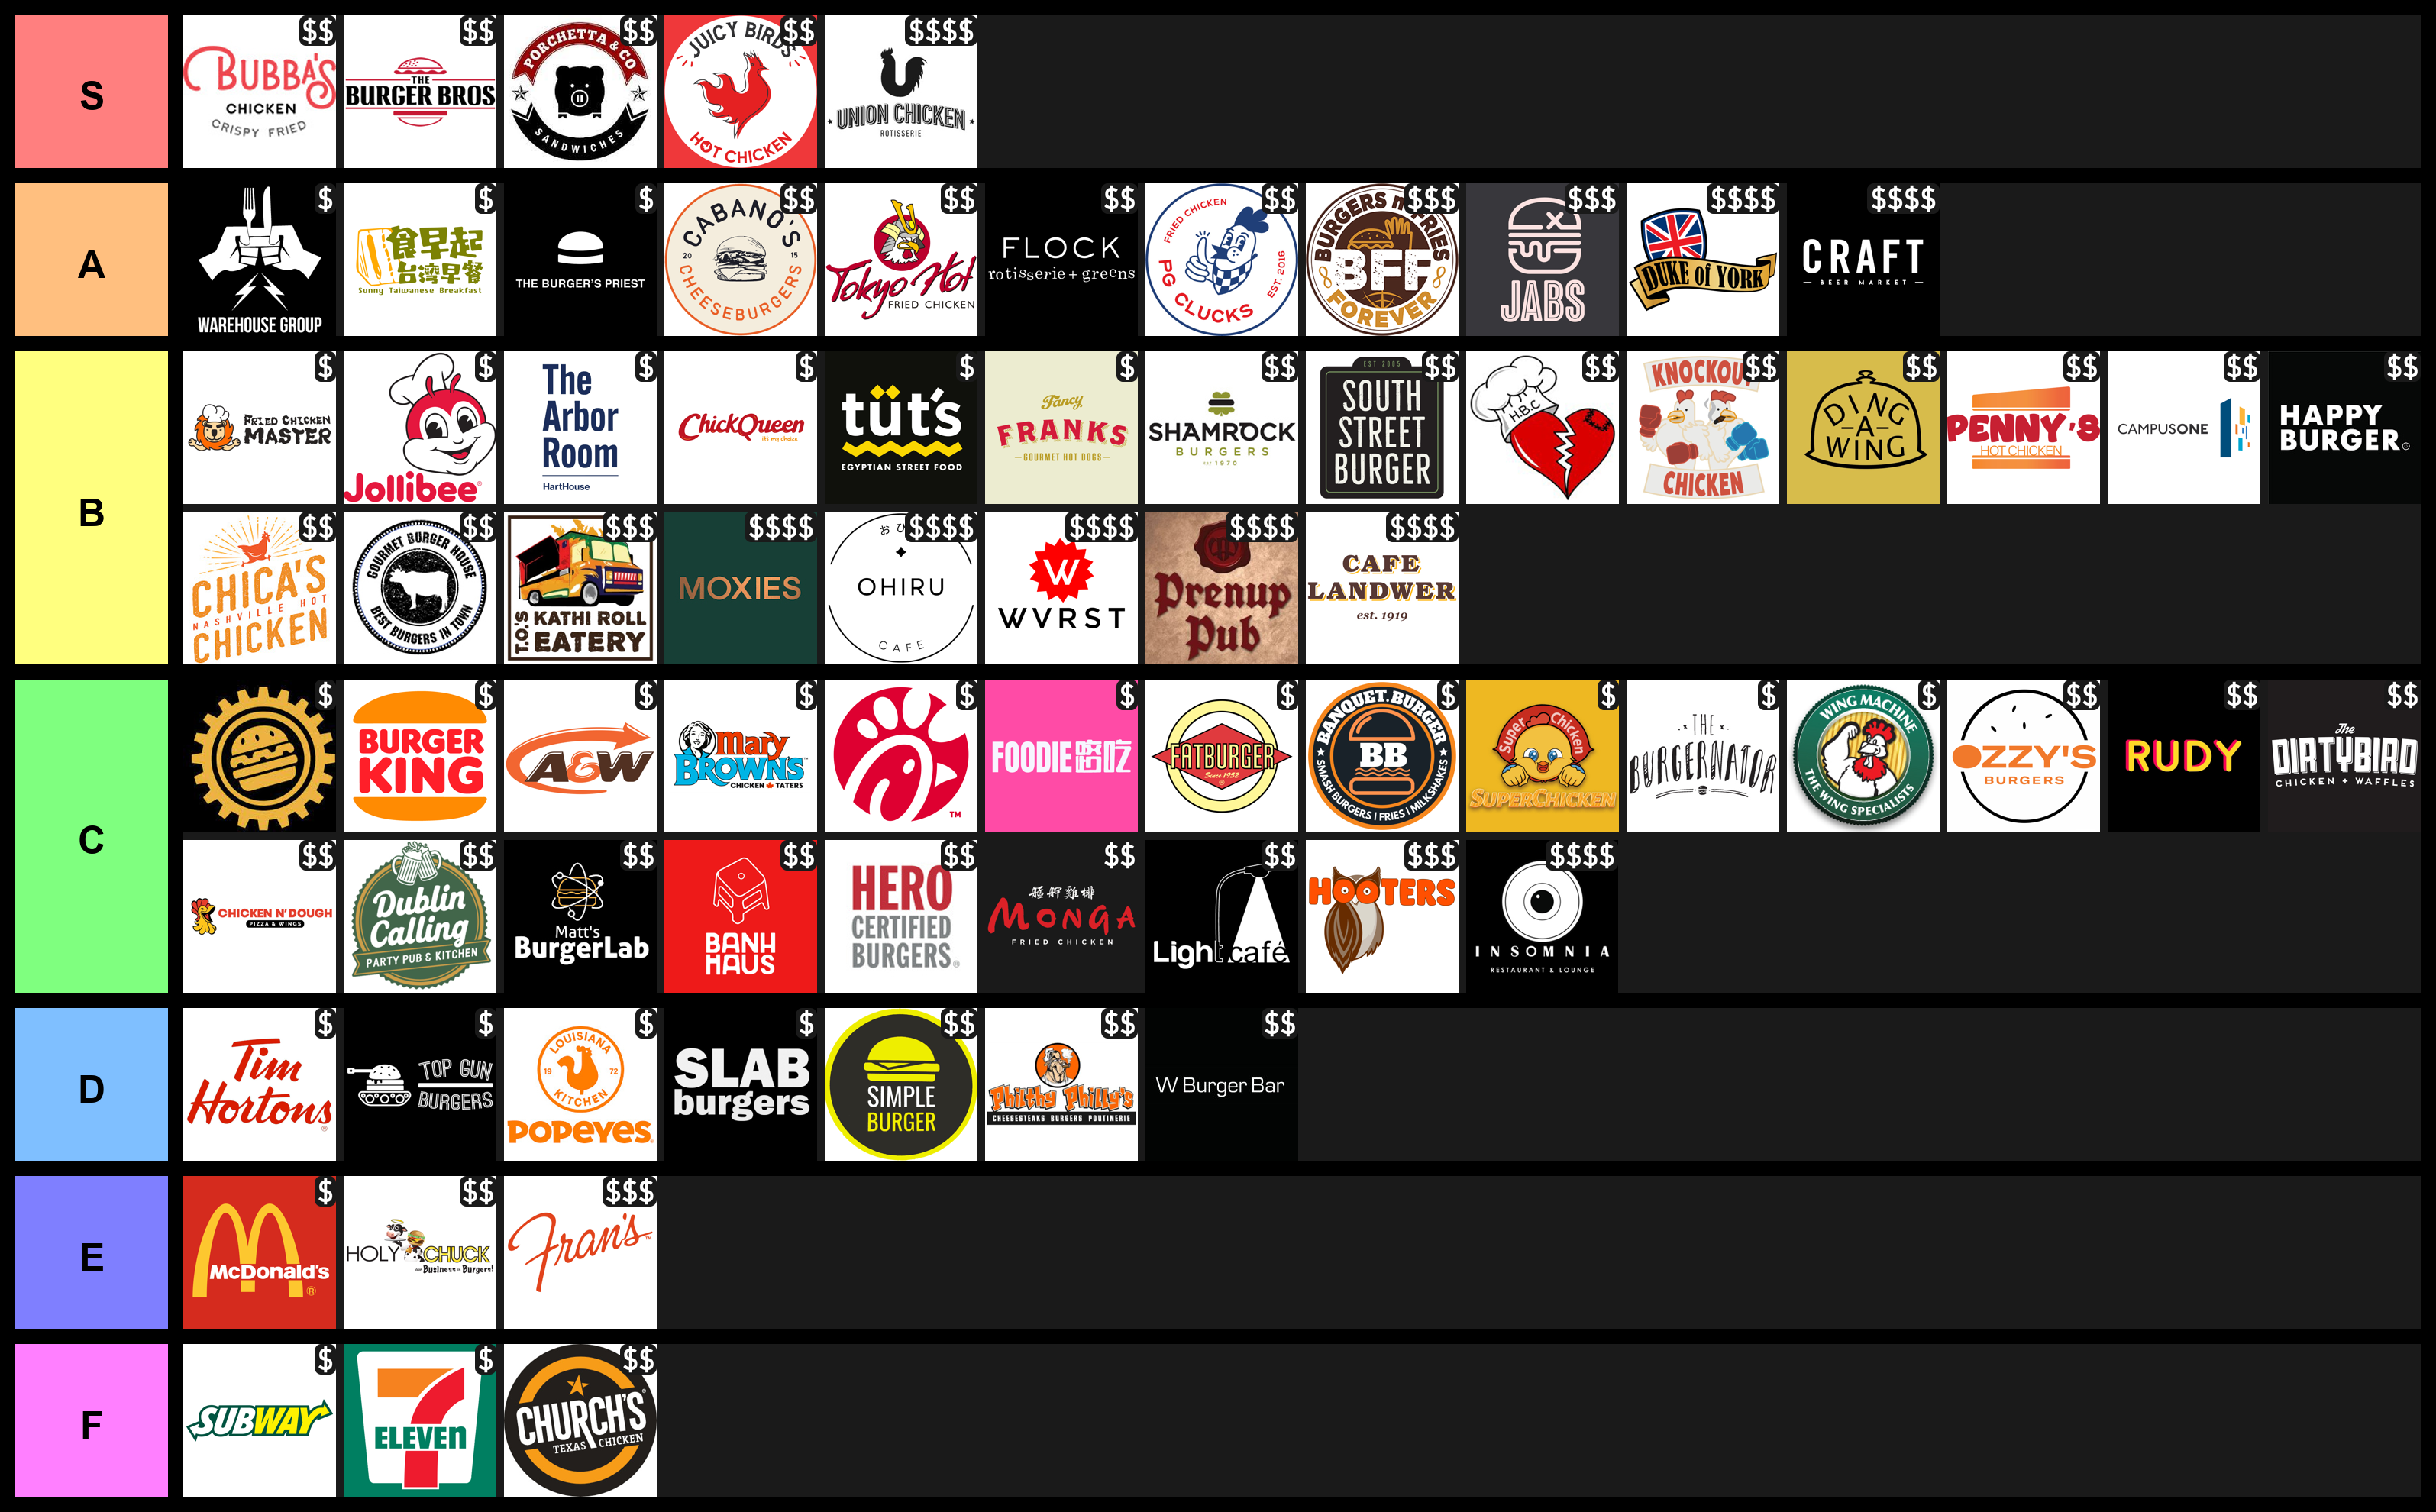 S
$$
BUBBA'S
CHICKEN
CRISPY FRIED
$$
THE
BURGER BROS
$$
PORCHETTA & CO
SANDWICHES
$$
JUICY BIRDS
HOT CHICKEN
$$$$
UNION CHICKEN
ROTISSERIE
A
$
WAREHOUSE GROUP
$
食早起
台湾早餐
Sunny Taiwanese Breakfast
$
THE BURGER'S PRIEST
$$
CABANO'S
20 15
CHEESEBURGERS
$$
Tokyo Hot
FRIED CHICKEN
$$
FLOCK
rotisserie + greens
$$
FRIED CHICKEN
PG CLUCKS
EST. 2016
$$$
BURGERS n' FRIES
BFF
FOREVER
$$$
JABS
$$$$
DUKE of YORK
$$$$
CRAFT
BEER MARKET
B
$
FRIED CHICKEN
MASTER
$
Jollibee
$
The
Arbor
Room
HartHouse
$
ChickQueen
it's my choice
$
tüt's
EGYPTIAN STREET FOOD
$
Fancy
FRANKS
GOURMET HOT DOGS
$$
SHAMROCK
BURGERS
EST 1970
$$
EST 2005
SOUTH
STREET
BURGER
$$
H.B.C
$$
KNOCKOUT
CHICKEN
$$
DING
-A-
WING
$$
PENNY'S
HOT CHICKEN
$$
CAMPUSONE
$$
HAPPY
BURGER
$$
CHICA'S
NASHVILLE HOT
CHICKEN
$$
GOURMET BURGER HOUSE
BEST BURGERS IN TOWN
$$$
T.O.'S
KATHI ROLL
EATERY
$$$$
MOXIES
$$$$
おひ
OHIRU
CAFE
$$$$
W
WVRST
$$$$
Prenup
Pub
$$$$
CAFE
LANDWER
est. 1919
C
$
$
BURGER
KING
$
A&W
$
Mary
BROWN'S
CHICKEN TATERS
$
TM
$
FOODIE
$
FATBURGER
Since 1952
$
BANQUET BURGER
BB
SMASH BURGERS | FRIES | MILKSHAKES
$
Super Chicken
SUPERCHICKEN
$
THE
BURGERNATOR
$
WING MACHINE
THE WING SPECIALISTS
$$
OZZY'S
BURGERS
$$
RUDY
$$
The
DIRTYBIRD
CHICKEN + WAFFLES
$$
CHICKEN N' DOUGH
PIZZA & WINGS
$$
Dublin
Calling
PARTY PUB & KITCHEN
$$
Matt's
BurgerLab
$$
BANH
HAUS
$$
HERO
CERTIFIED
BURGERS
$$
艋舺雞排
MONGA
FRIED CHICKEN
$$
Light café
$$$
HOOTERS
$$$$
INSOMNIA
RESTAURANT & LOUNGE
D
$
Tim
Hortons
$
TOP GUN
BURGERS
$
LOUISIANA
19 72
KITCHEN
POPEYES
$
SLAB
burgers
$$
SIMPLE
BURGER
$$
Philthy Philly's
CHEESESTEAKS BURGERS POUTINERIE
$$
W Burger Bar
E
$
McDonald's
$$
HOLY CHUCK
our Business is Burgers!
$$$
Fran's
F
$
SUBWAY
$
7
ELEVEn
$$
CHURCH'S
TEXAS CHICKEN